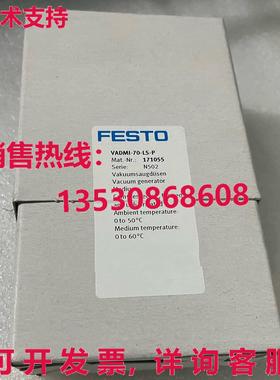 术支持
FESTO
VADMI-70-LS-P
Mat.-Nr.: 171055
Serie: N502
Vakuumsaugdüsen
Vacuum generator
Medium
销售热线:
13530868608
Ambient temperature:
0 to 50°C
Medium temperature:
0 to 60°C
可开发票,详询客服